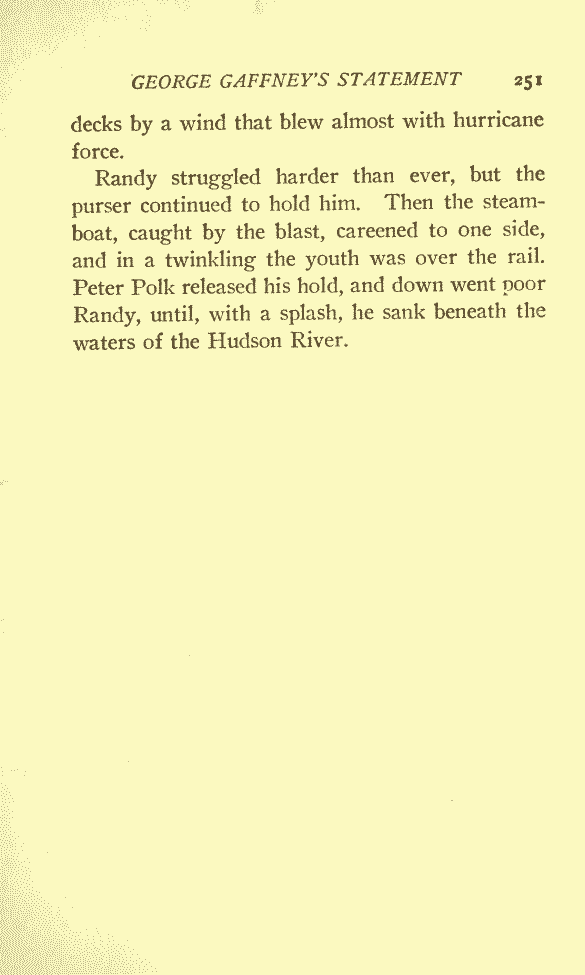 GEORGE GAFFNEY'S STATEMENT 251
decks by a wind that blew almost with hurricane
force.
Randy struggled harder than ever, but the
purser continued to hold him. Then the steam-
boat, caught by the blast, careened to one side,
and in a twinkling the youth was over the rail.
Peter Polk released his hold, and down went poor
Randy, until, with a splash, he sank beneath the
waters of the Hudson River.